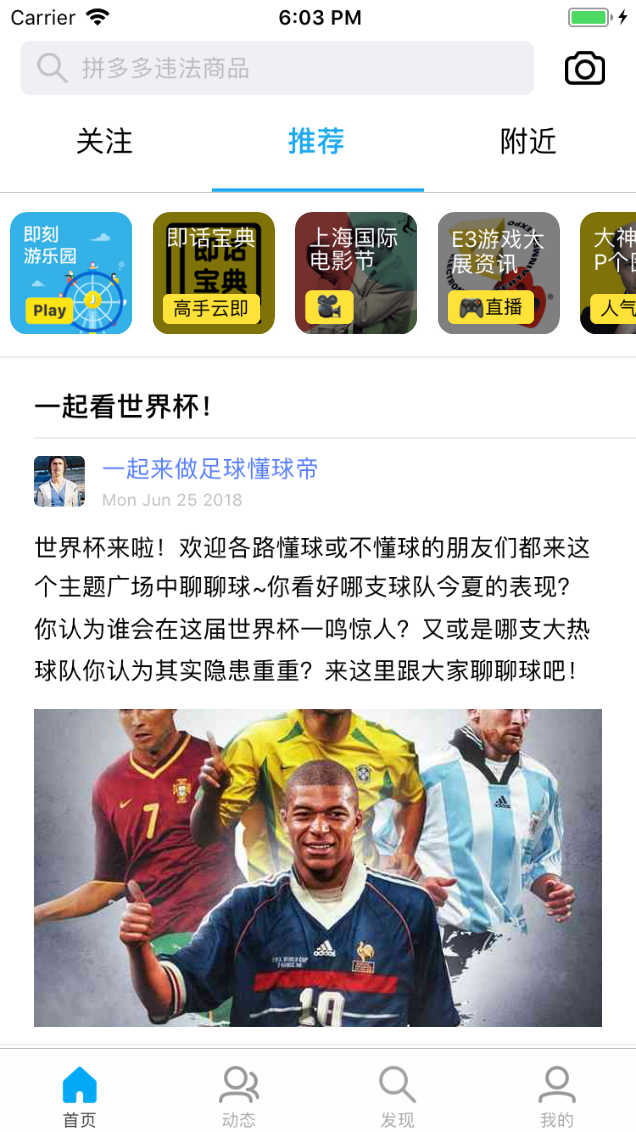 Carrier 6:03 PM
拼多多违法商品
关注 推荐 附近
即刻
游乐园
Play
即话宝典
即话
宝典
高手云即
上海国际
电影节
E3游戏大
展资讯
直播
大神
P个图
人气
一起看世界杯！
一起来做足球懂球帝
Mon Jun 25 2018
世界杯来啦！欢迎各路懂球或不懂球的朋友们都来这
个主题广场中聊聊球~你看好哪支球队今夏的表现？
你认为谁会在这届世界杯一鸣惊人？又或是哪支大热
球队你认为其实隐患重重？来这里跟大家聊聊球吧！
7
adidas
FIFA WORLD CUP
FRANCE 98
10
首页 动态 发现 我的